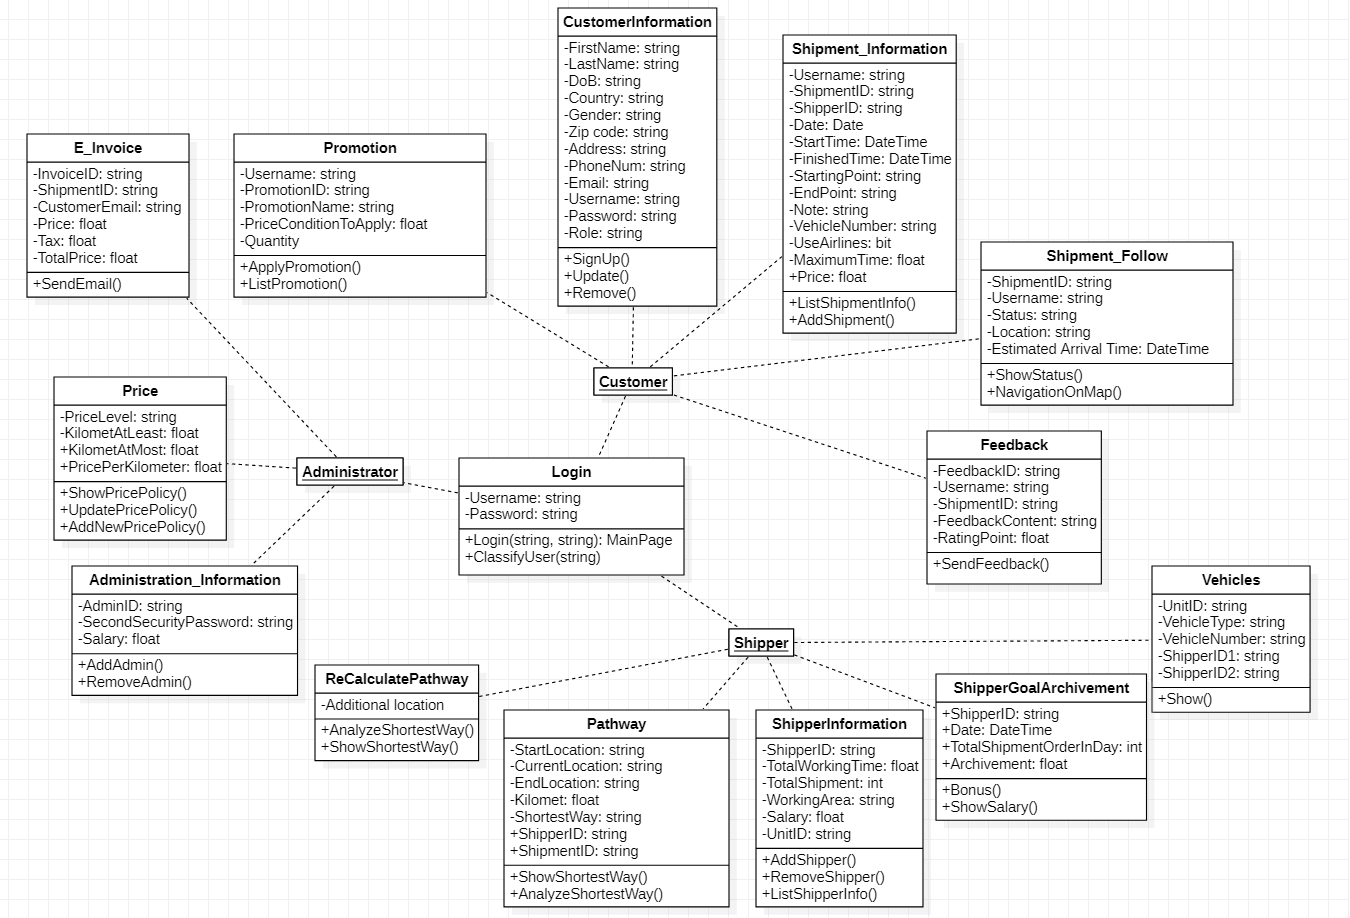 CustomerInformation
-FirstName: string
-LastName: string
-DoB: string
-Country: string
-Gender: string
-Zip code: string
-Address: string
-PhoneNum: string
-Email: string
-Username: string
-Password: string
-Role: string
+SignUp()
+Update()
+Remove()
Shipment_Information
-Username: string
-ShipmentID: string
-ShipperID: string
-Date: Date
-StartTime: DateTime
-FinishedTime: DateTime
-StartingPoint: string
-EndPoint: string
-Note: string
-VehicleNumber: string
-UseAirlines: bit
-MaximumTime: float
+Price: float
+ListShipmentInfo()
+AddShipment()
E_Invoice
-InvoiceID: string
-ShipmentID: string
-CustomerEmail: string
-Price: float
-Tax: float
-TotalPrice: float
+SendEmail()
Promotion
-Username: string
-PromotionID: string
-PromotionName: string
-PriceConditionToApply: float
-Quantity
+ApplyPromotion()
+ListPromotion()
Shipment_Follow
-ShipmentID: string
-Username: string
-Status: string
-Location: string
-Estimated Arrival Time: DateTime
+ShowStatus()
+NavigationOnMap()
Customer
Price
-PriceLevel: string
-KilometAtLeast: float
+KilometAtMost: float
+PricePerKilometer: float
+ShowPricePolicy()
+UpdatePricePolicy()
+AddNewPricePolicy()
Administrator
Login
-Username: string
-Password: string
+Login(string, string): MainPage
+ClassifyUser(string)
Feedback
-FeedbackID: string
-Username: string
-ShipmentID: string
-FeedbackContent: string
-RatingPoint: float
+SendFeedback()
Administration_Information
-AdminID: string
-SecondSecurityPassword: string
-Salary: float
+AddAdmin()
+RemoveAdmin()
Shipper
Vehicles
-UnitID: string
-VehicleType: string
-VehicleNumber: string
-ShipperID1: string
-ShipperID2: string
+Show()
ReCalculatePathway
-Additional location
+AnalyzeShortestWay()
+ShowShortestWay()
Pathway
-StartLocation: string
-CurrentLocation: string
-EndLocation: string
-Kilomet: float
-ShortestWay: string
+ShipperID: string
+ShipmentID: string
+ShowShortestWay()
+AnalyzeShortestWay()
ShipperInformation
-ShipperID: string
-TotalWorkingTime: float
-TotalShipment: int
-WorkingArea: string
-Salary: float
-UnitID: string
+AddShipper()
+RemoveShipper()
+ListShipperInfo()
ShipperGoalArchivement
+ShipperID: string
+Date: DateTime
+TotalShipmentOrderInDay: int
+Archivement: float
+Bonus()
+ShowSalary()